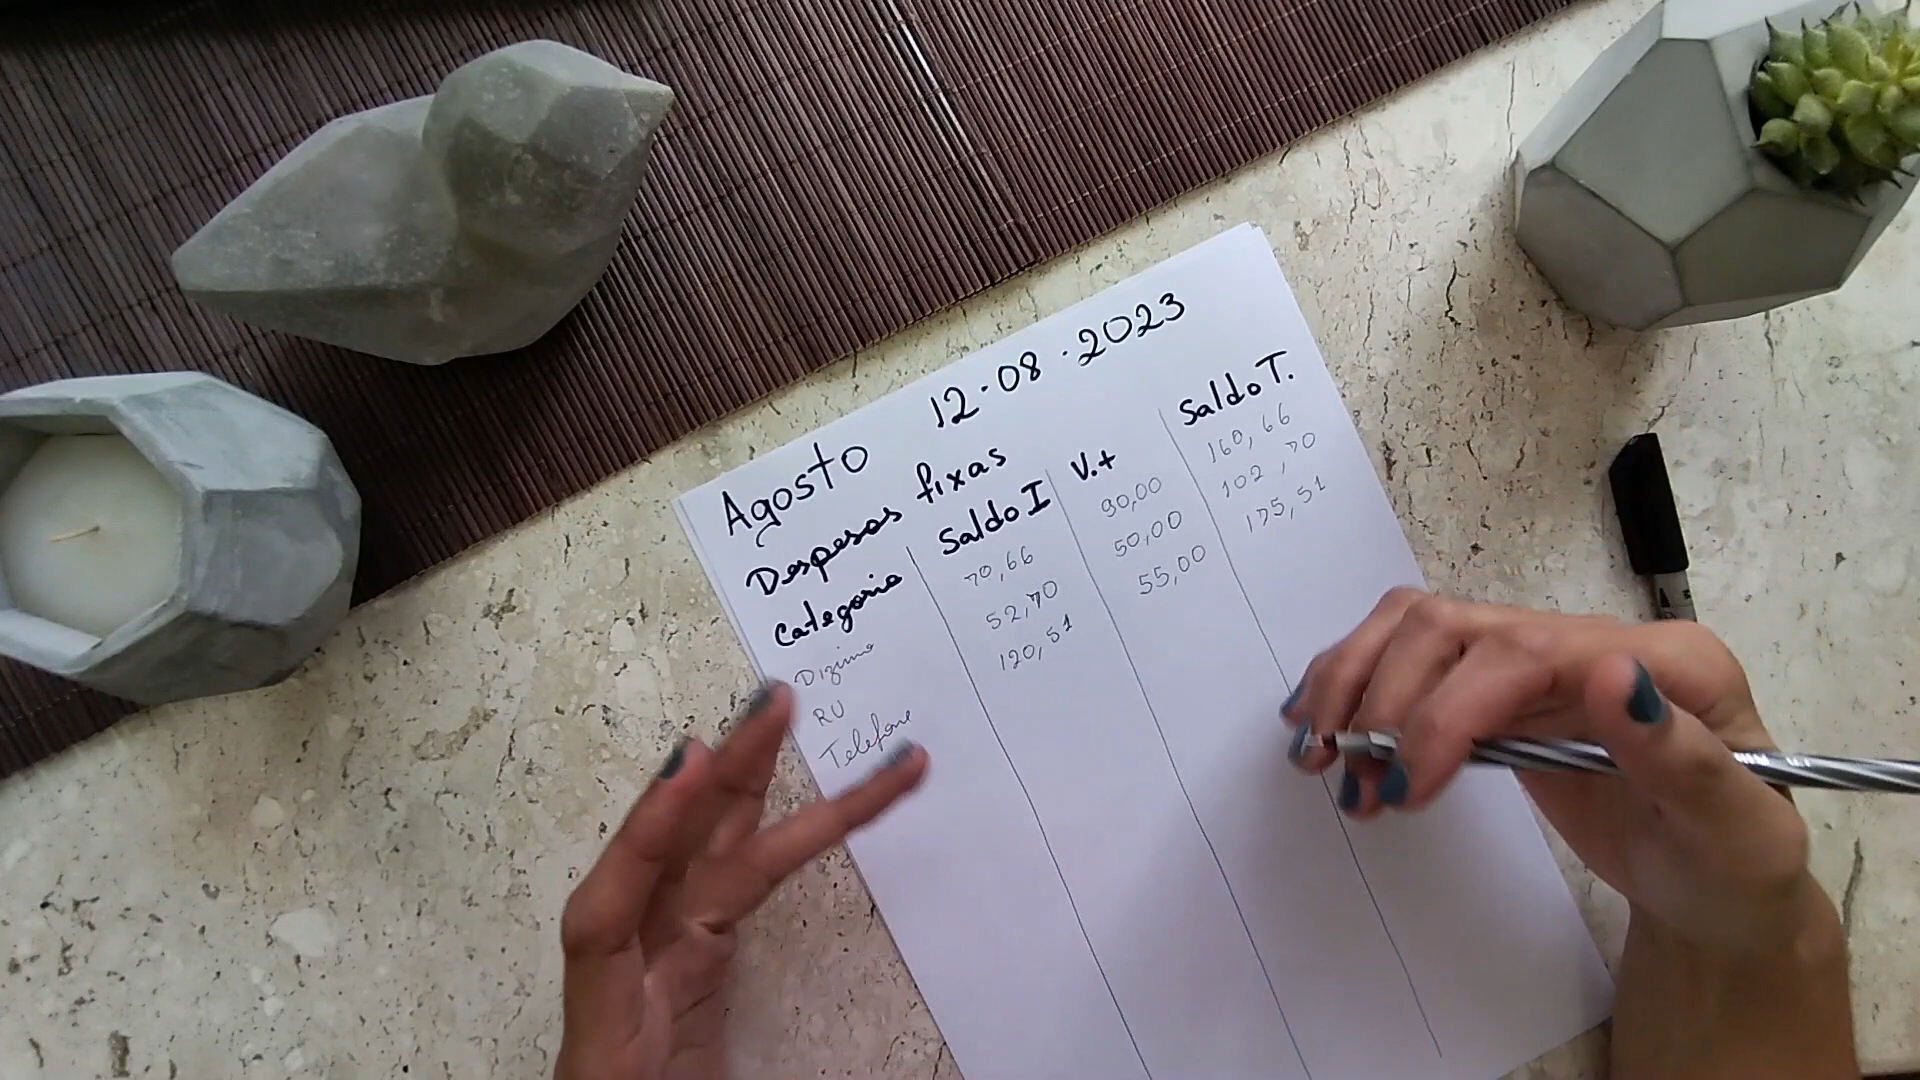 Agosto 12.08.2023
Despesas fixas
Categoria Saldo I V.+ Saldo T.
Dizimo 70,66 90,00 160,66
RU 52,70 50,00 102,70
Telefone 120,51 55,00 175,51